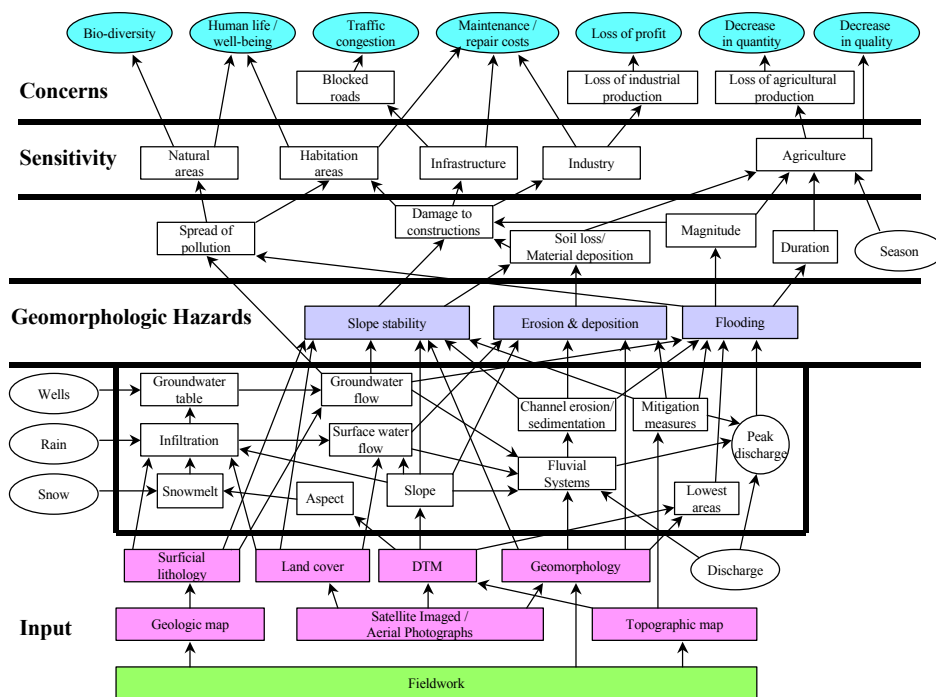 Bio-diversity
Human life /
well-being
Traffic
congestion
Maintenance /
repair costs
Loss of profit
Decrease
in quantity
Decrease
in quality
Concerns
Blocked
roads
Loss of industrial
production
Loss of agricultural
production
Sensitivity
Natural
areas
Habitation
areas
Infrastructure
Industry
Agriculture
Spread of
pollution
Damage to
constructions
Soil loss/
Material deposition
Magnitude
Duration
Season
Geomorphologic Hazards
Slope stability
Erosion & deposition
Flooding
Wells
Groundwater
table
Groundwater
flow
Channel erosion/
sedimentation
Mitigation
measures
Peak
discharge
Rain
Infiltration
Surface water
flow
Fluvial
Systems
Snow
Snowmelt
Aspect
Slope
Lowest
areas
Surficial
lithology
Land cover
DTM
Geomorphology
Discharge
Input
Geologic map
Satellite Imaged /
Aerial Photographs
Topographic map
Fieldwork